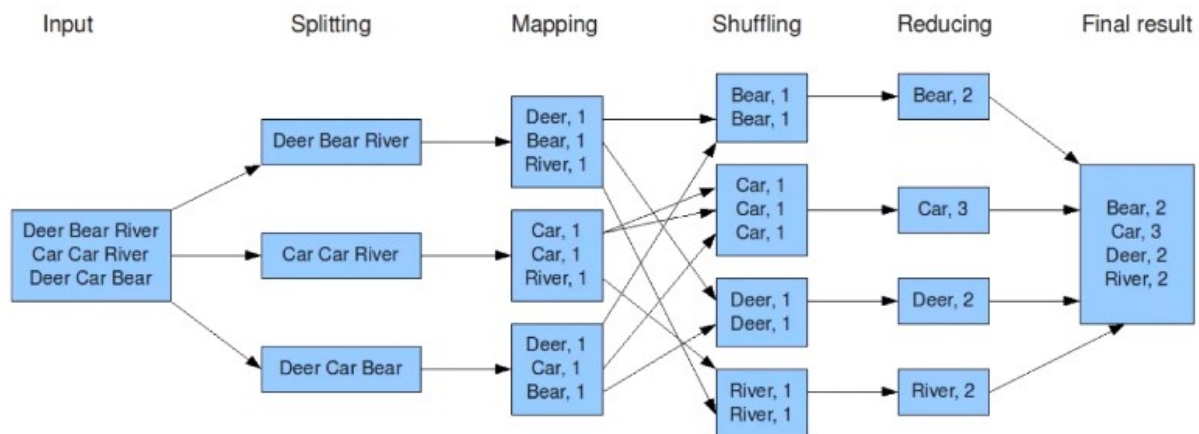 Input
Splitting
Mapping
Shuffling
Reducing
Final result
Deer Bear River
Car Car River
Deer Car Bear
Deer Bear River
Car Car River
Deer Car Bear
Deer, 1
Bear, 1
River, 1
Car, 1
Car, 1
River, 1
Deer, 1
Car, 1
Bear, 1
Bear, 1
Bear, 1
Car, 1
Car, 1
Car, 1
Deer, 1
Deer, 1
River, 1
River, 1
Bear, 2
Car, 3
Deer, 2
River, 2
Bear, 2
Car, 3
Deer, 2
River, 2